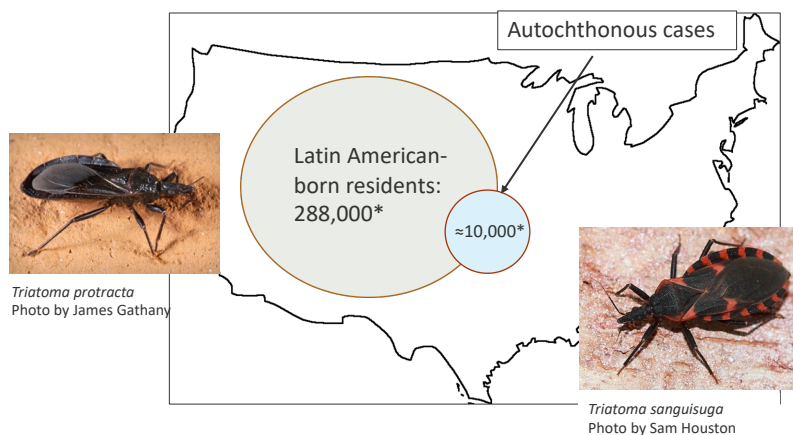 Autochthonous cases
Latin American-
born residents:
288,000*
≈10,000*
Triatoma protracta
Photo by James Gathany
Triatoma sanguisuga
Photo by Sam Houston